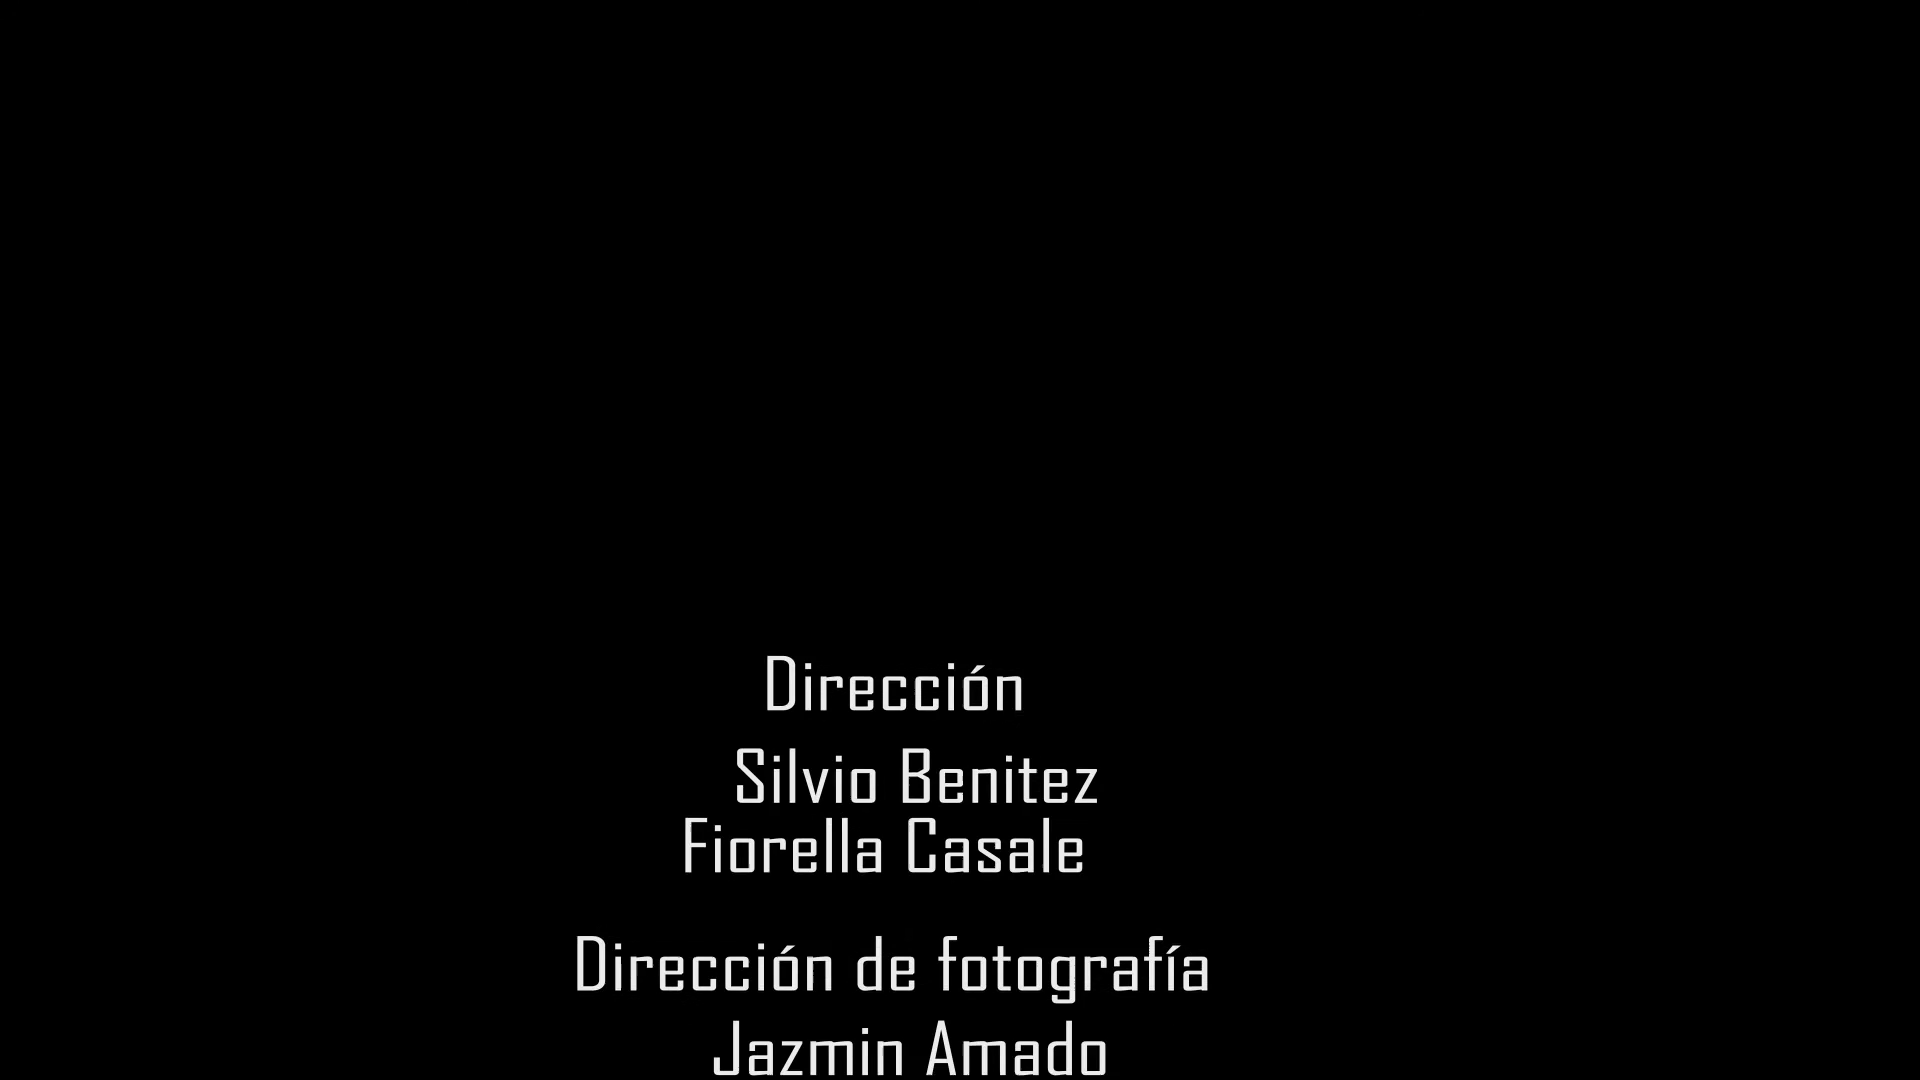 Dirección
Silvio Benitez
Fiorella Casale
Dirección de fotografía
Jazmin Amado